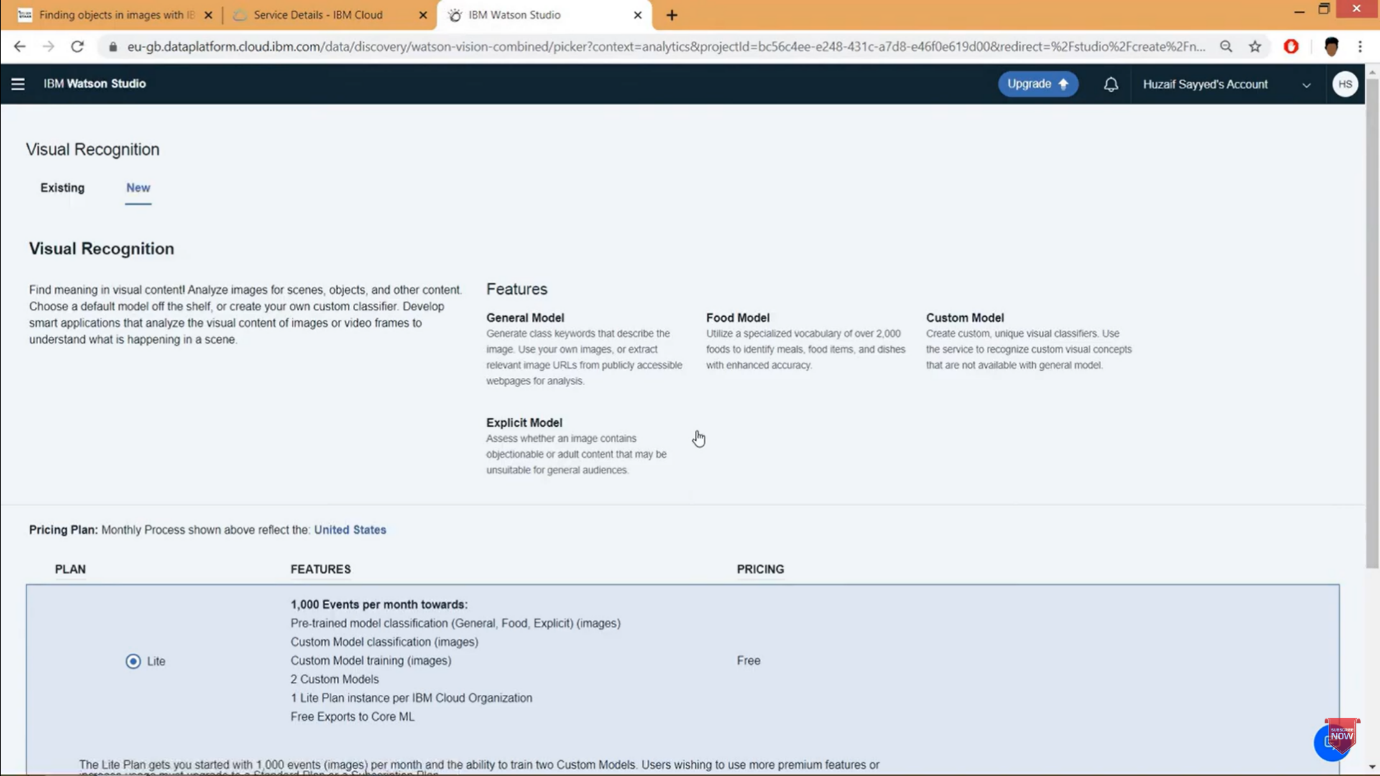 Finding objects in images with IB
Service Details - IBM Cloud
IBM Watson Studio
eu-gb.dataplatform.cloud.ibm.com/data/discovery/watson-vision-combined/picker?context=analytics&projectId=bc56c4ee-e248-431c-a7d8-e46f0e619d00&redirect=%2Fstudio%2Fcreate%2Fn...
IBM Watson Studio
Upgrade
Huzaif Sayyed's Account
HS
Visual Recognition
Existing
New
Visual Recognition
Find meaning in visual content! Analyze images for scenes, objects, and other content.
Choose a default model off the shelf, or create your own custom classifier. Develop
smart applications that analyze the visual content of images or video frames to
understand what is happening in a scene.
Features
General Model
Generate class keywords that describe the
image. Use your own images, or extract
relevant image URLs from publicly accessible
webpages for analysis.
Food Model
Utilize a specialized vocabulary of over 2,000
foods to identify meals, food items, and dishes
with enhanced accuracy.
Custom Model
Create custom, unique visual classifiers. Use
the service to recognize custom visual concepts
that are not available with general model.
Explicit Model
Assess whether an image contains
objectionable or adult content that may be
unsuitable for general audiences.
Pricing Plan: Monthly Process shown above reflect the: United States
PLAN
FEATURES
PRICING
1,000 Events per month towards:
Pre-trained model classification (General, Food, Explicit) (images)
Custom Model classification (images)
Lite
Custom Model training (images)
Free
2 Custom Models
1 Lite Plan instance per IBM Cloud Organization
Free Exports to Core ML
SUBSCRIBE
NOW
The Lite Plan gets you started with 1,000 events (images) per month and the ability to train two Custom Models. Users wishing to use more premium features or
increase usage must upgrade to a Standard Plan or a Subscription Plan